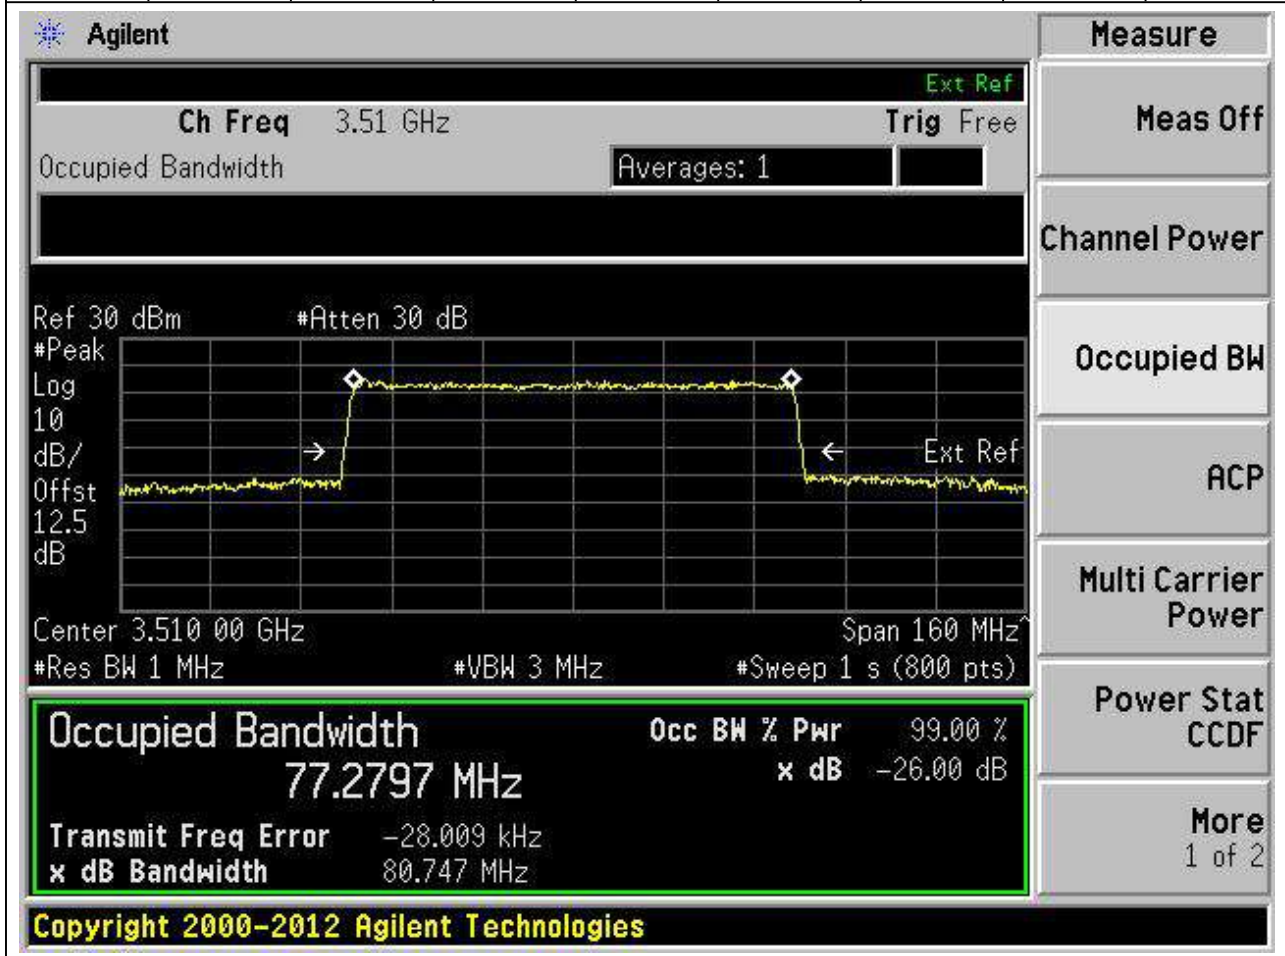 Agilent
Measure
Ext Ref
Ch Freq 3.51 GHz Trig Free
Occupied Bandwidth Averages: 1
Meas Off
Channel Power
Occupied BW
ACP
Multi Carrier
Power
Power Stat
CCDF
More
1 of 2
Ref 30 dBm #Atten 30 dB
#Peak
Log
10
dB/
Offst
12.5
dB
Ext Ref
Center 3.510 00 GHz Span 160 MHz^
#Res BW 1 MHz #VBW 3 MHz #Sweep 1 s (800 pts)
Occupied Bandwidth
77.2797 MHz
Occ BW % Pwr 99.00 %
x dB -26.00 dB
Transmit Freq Error -28.009 kHz
x dB Bandwidth 80.747 MHz
Copyright 2000-2012 Agilent Technologies